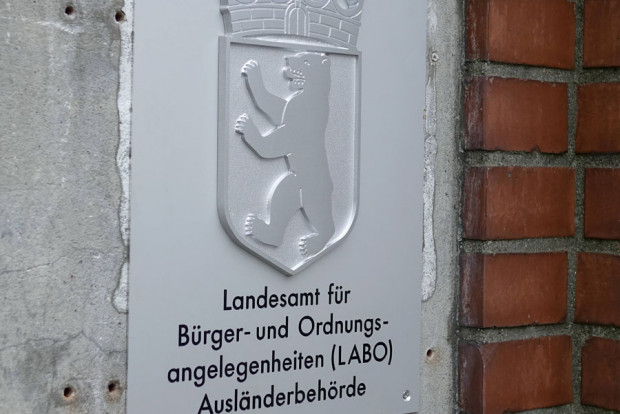 Landesamt für
Bürger- und Ordnungs-
angelegenheiten (LABO)
Ausländerbehörde